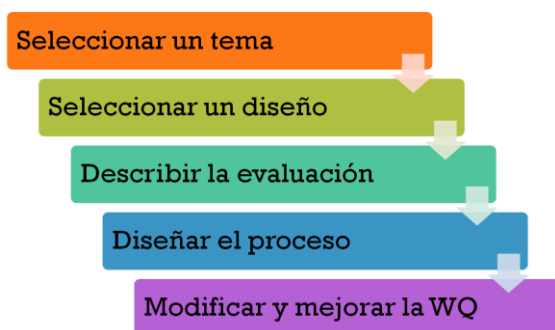 Seleccionar un tema
Seleccionar un diseño
Describir la evaluación
Diseñar el proceso
Modificar y mejorar la WQ